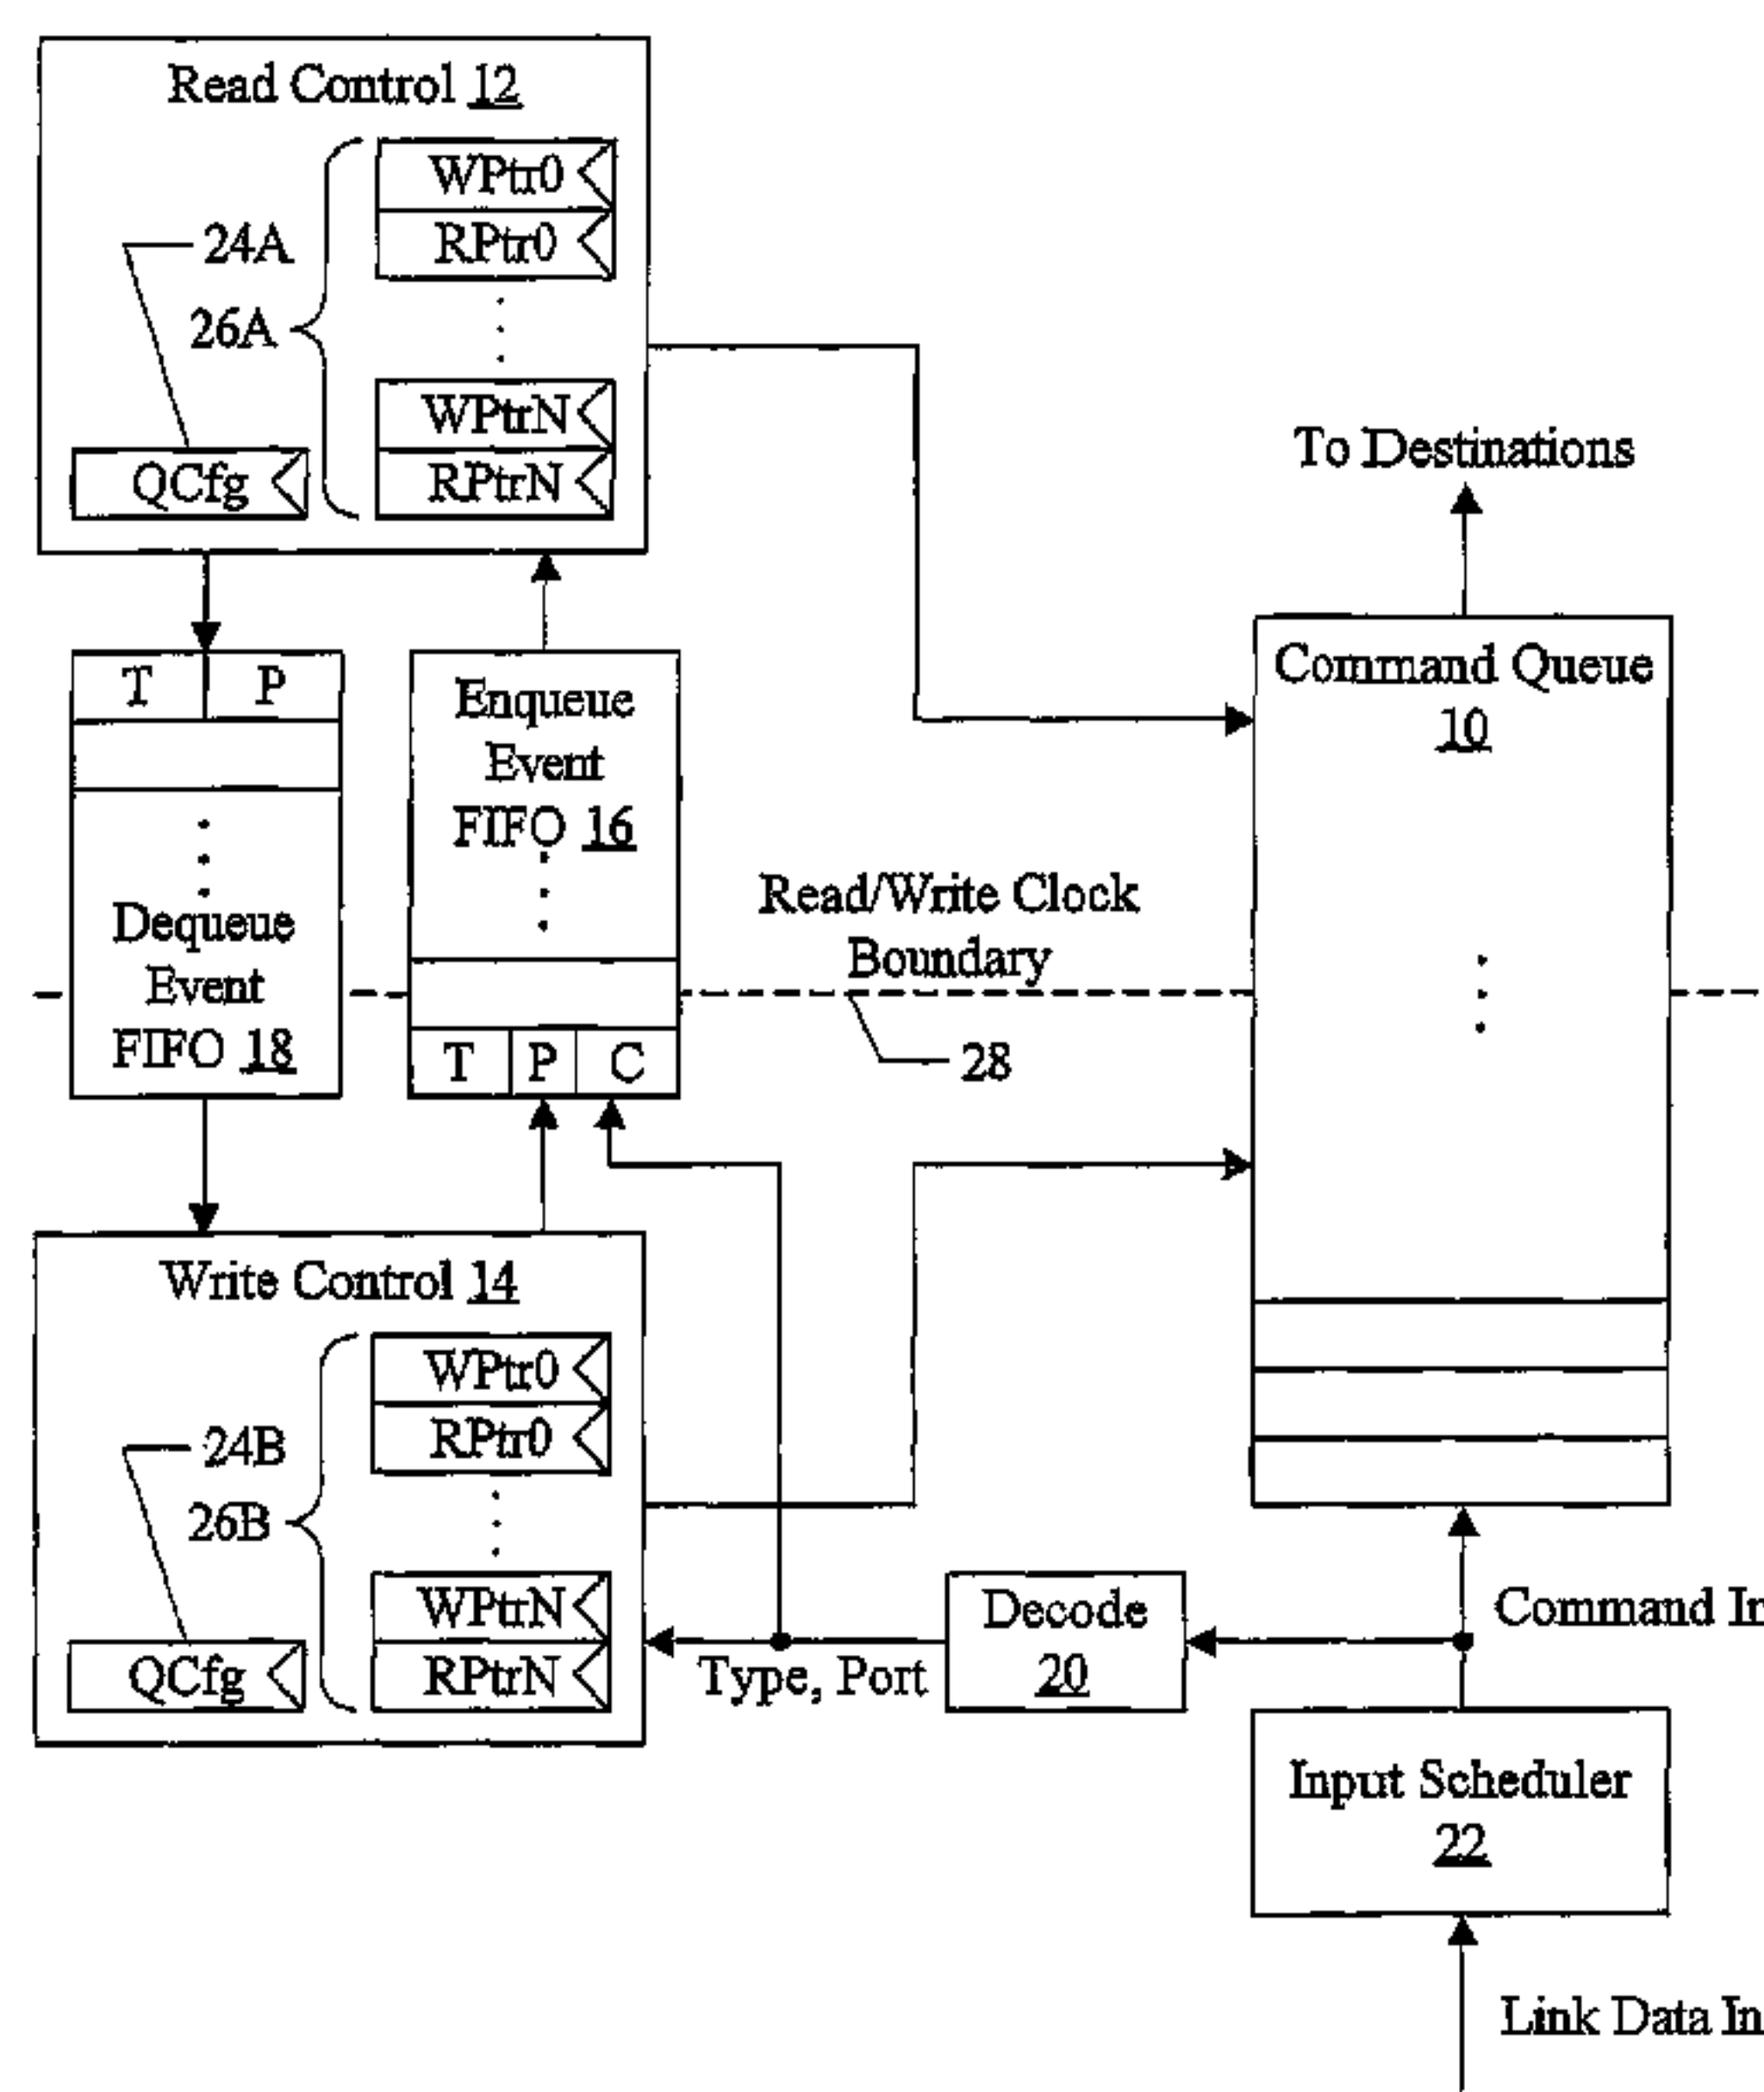 Read Control 12
WPtr0
RPtr0
24A
26A
WPtrN
RPtrN
QCfg
To Destinations
T P
Enqueue
Event
FIFO 16
Command Queue
10
Dequeue
Event
FIFO 18
Read/Write Clock
Boundary
T P C
28
Write Control 14
WPtr0
RPtr0
24B
26B
WPtrN
RPtrN
QCfg
Type, Port
Decode
20
Command In
Input Scheduler
22
Link Data In